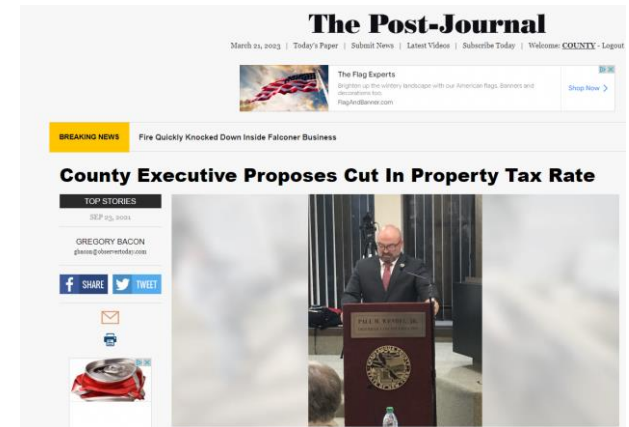 The Post-Journal
March 21, 2023 | Today's Paper | Submit News | Latest Videos | Subscribe Today | Welcome: COUNTY - Logout
The Flag Experts
Brighten up the wintery landscape with our American flags. Banners and
decorations too.
FlagAndBanner.com
Shop Now >
BREAKING NEWS
Fire Quickly Knocked Down Inside Falconer Business
County Executive Proposes Cut In Property Tax Rate
TOP STORIES
SEP 23, 2021
GREGORY BACON
gbacon@observertoday.com
f SHARE
TWEET